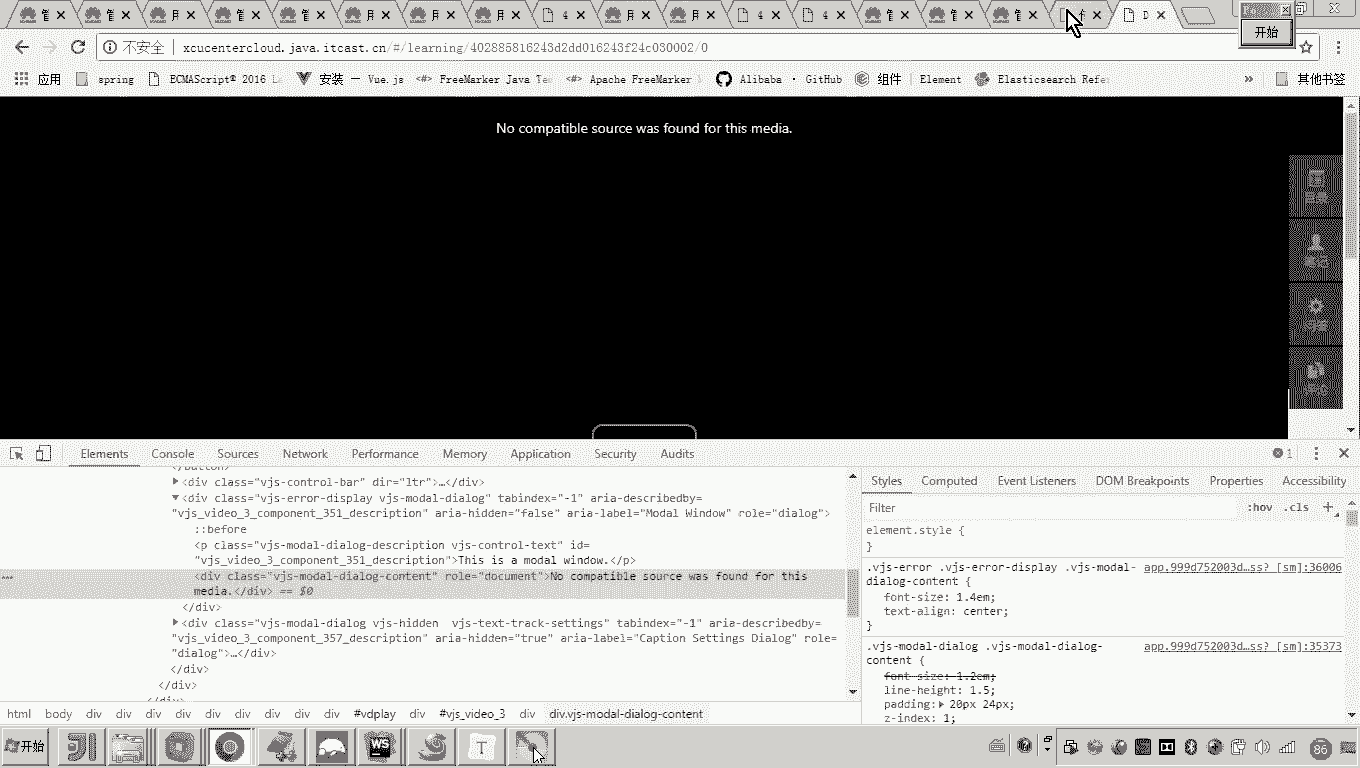 开始
不安全 xcucentercloud.java.itcast.cn/#/learning/402885816243d2dd016243f24c030002/0
应用 spring ECMAScript® 2016 安装 — Vue.js FreeMarker Java Te Apache FreeMarker Alibaba · GitHub 组件 | Element Elasticsearch Refe 其他书签
No compatible source was found for this media.
Elements Console Sources Network Performance Memory Application Security Audits 1
<div class="vjs-control-bar" dir="ltr">…</div>
<div class="vjs-error-display vjs-modal-dialog" tabindex="-1" aria-describedby=
"vjs_video_3_component_351_description" aria-hidden="false" aria-label="Modal Window" role="dialog">
::before
<p class="vjs-modal-dialog-description vjs-control-text" id=
"vjs_video_3_component_351_description">This is a modal window.</p>
<div class="vjs-modal-dialog-content" role="document">No compatible source was found for this
media.</div> == $0
</div>
<div class="vjs-modal-dialog vjs-hidden  vjs-text-track-settings" tabindex="-1" aria-describedby=
"vjs_video_3_component_357_description" aria-hidden="true" aria-label="Caption Settings Dialog" role=
"dialog">…</div>
</div>
</div>
html body div div div div div div div div div #vdplay div #vjs_video_3 div div.vjs-modal-dialog-content
Styles Computed Event Listeners DOM Breakpoints Properties Accessibility
Filter :hov .cls +
element.style {
}
.vjs-error .vjs-error-display .vjs-modal- app.999d752003d…ss? [sm]:36006
dialog-content {
font-size: 1.4em;
text-align: center;
}
.vjs-modal-dialog .vjs-modal-dialog- app.999d752003d…ss? [sm]:35373
content {
font-size: 1.2em;
line-height: 1.5;
padding: 20px 24px;
z-index: 1;
开始 WS T 86